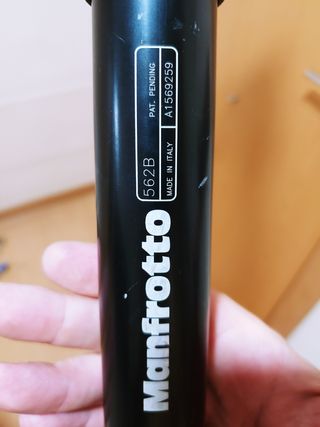 Manfrotto
562B
PAT. PENDING
MADE IN ITALY
A1569259